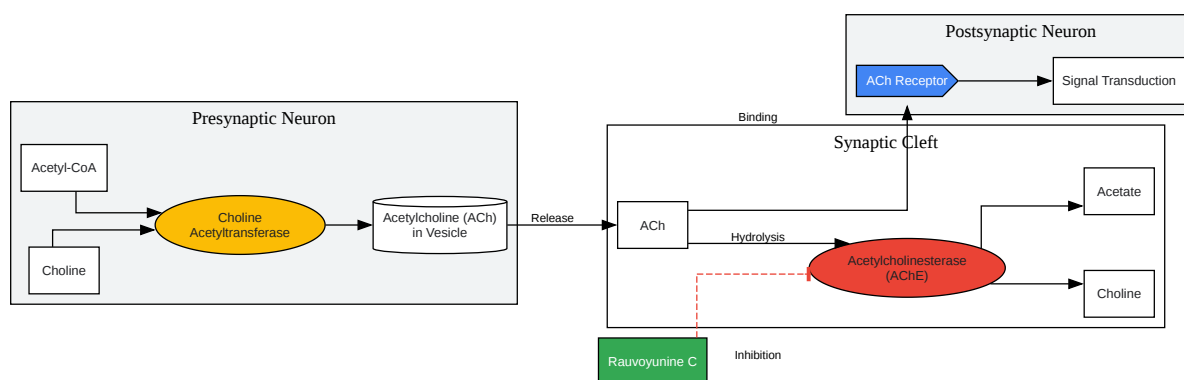 Postsynaptic Neuron
ACh Receptor
Signal Transduction
Presynaptic Neuron
Binding
Synaptic Cleft
Acetyl-CoA
Acetate
Choline
Acetyltransferase
Acetylcholine (ACh)
in Vesicle
Release
ACh
Hydrolysis
Choline
Acetylcholinesterase
(AChE)
Choline
Rauvoyunine C
Inhibition